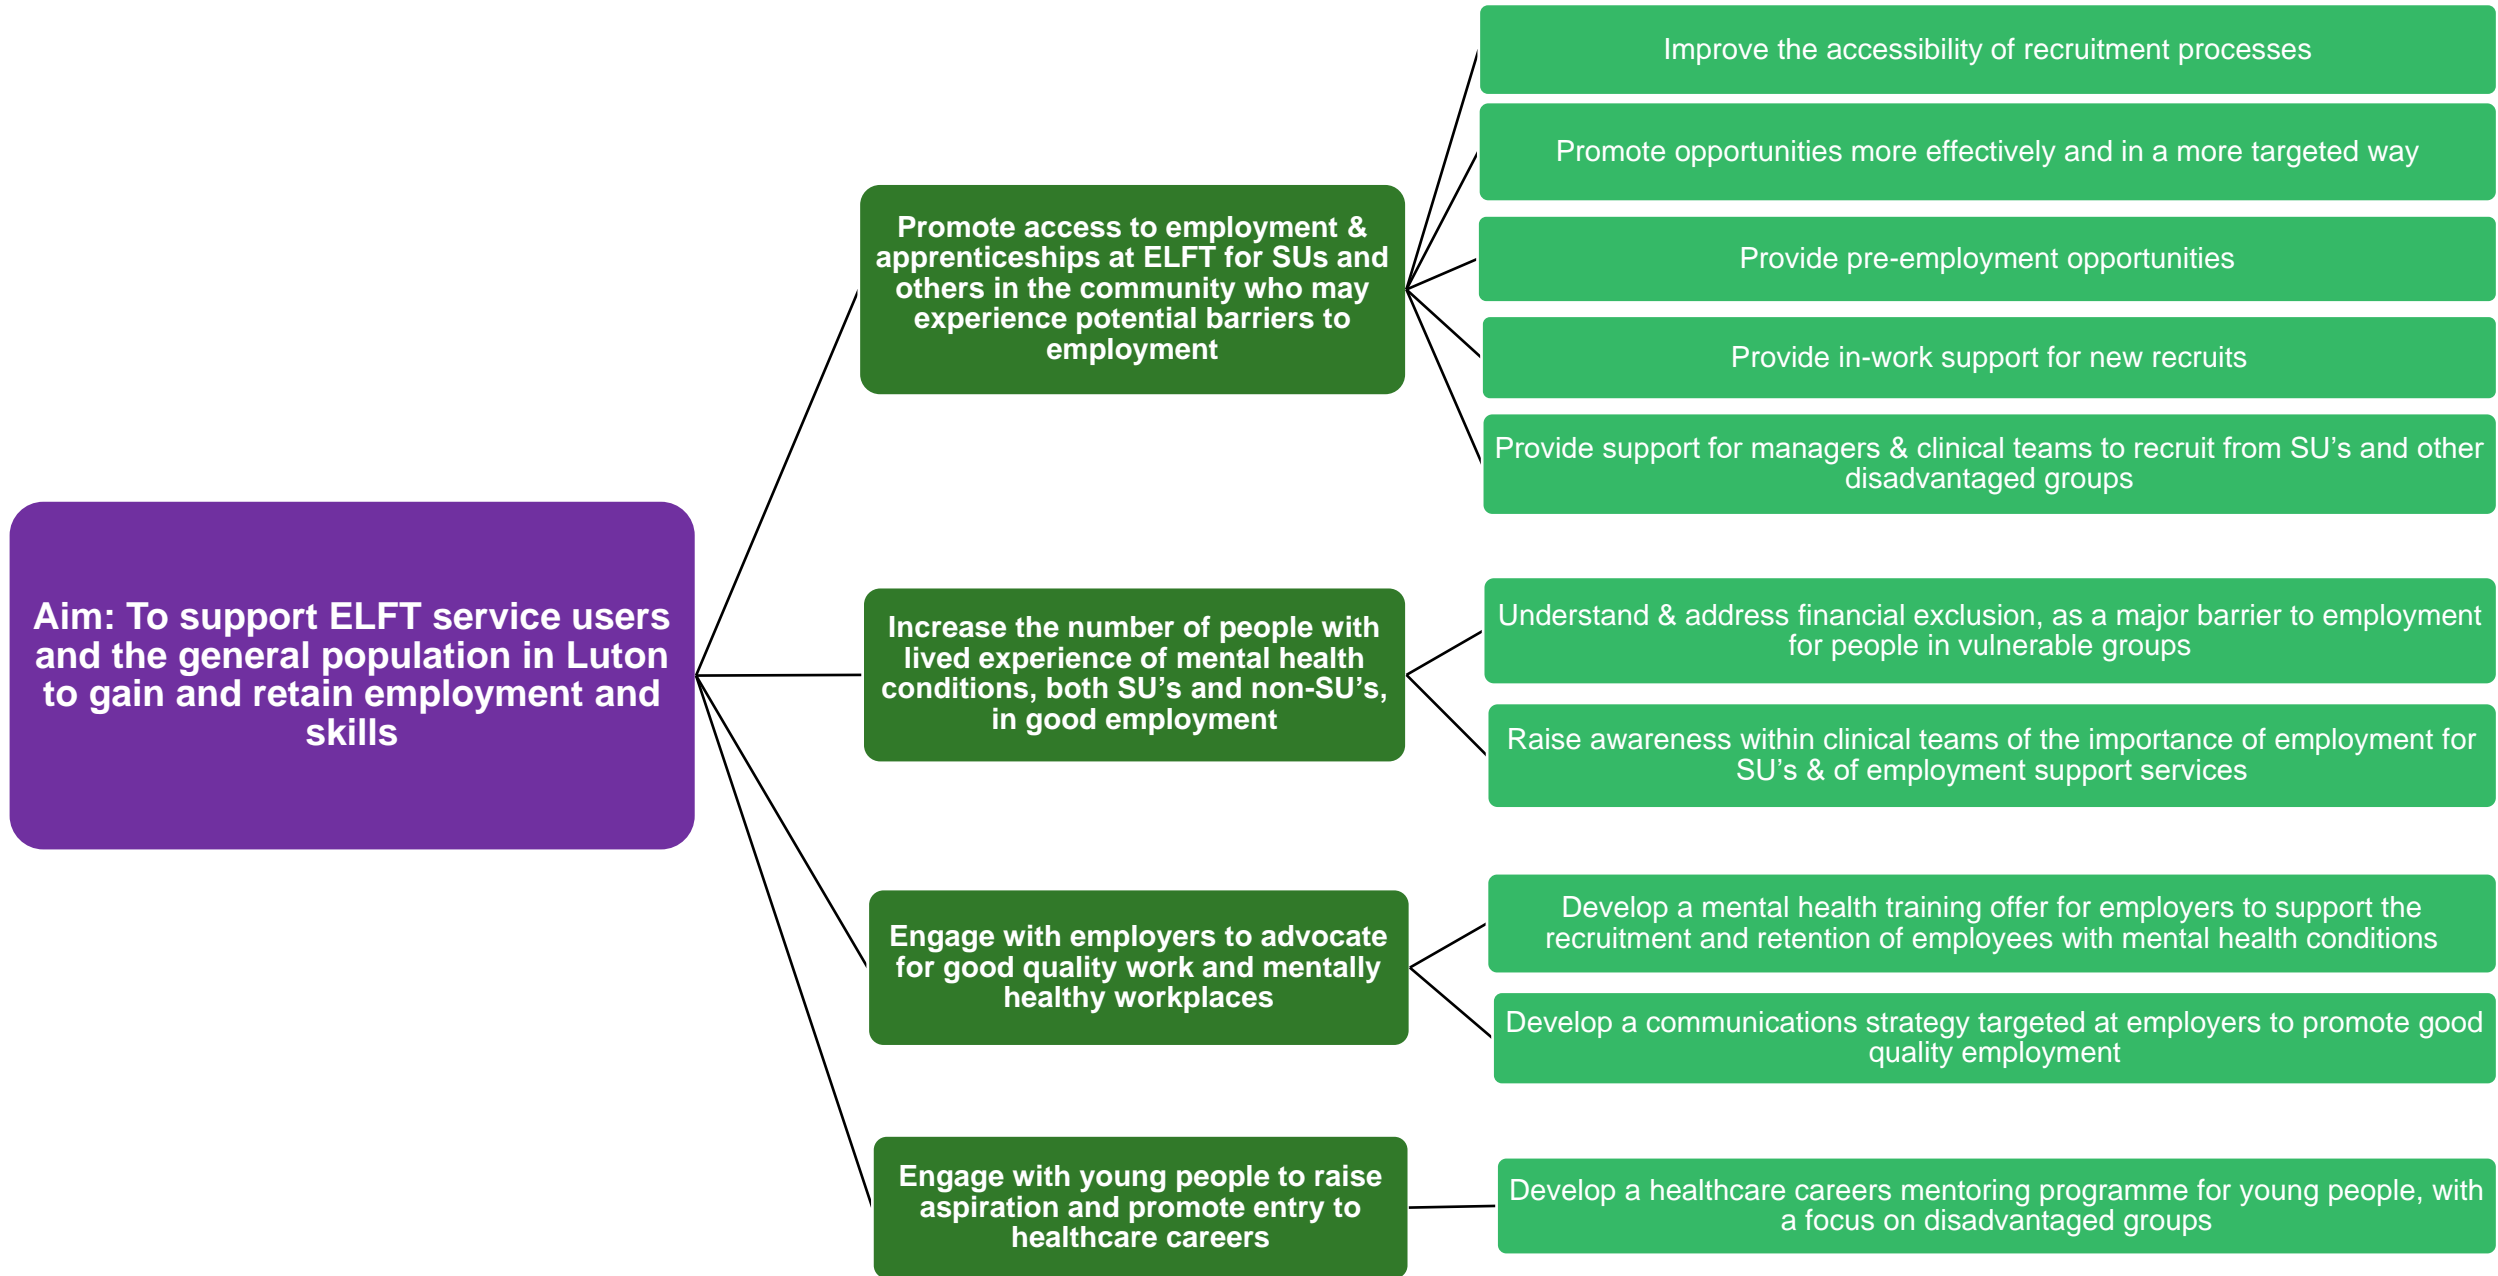 Aim: To support ELFT service users
and the general population in Luton
to gain and retain employment and
skills
Promote access to employment &
apprenticeships at ELFT for SUs and
others in the community who may
experience potential barriers to
employment
Improve the accessibility of recruitment processes
Promote opportunities more effectively and in a more targeted way
Provide pre-employment opportunities
Provide in-work support for new recruits
Provide support for managers & clinical teams to recruit from SU’s and other
disadvantaged groups
Increase the number of people with
lived experience of mental health
conditions, both SU’s and non-SU’s,
in good employment
Understand & address financial exclusion, as a major barrier to employment
for people in vulnerable groups
Raise awareness within clinical teams of the importance of employment for
SU’s & of employment support services
Engage with employers to advocate
for good quality work and mentally
healthy workplaces
Develop a mental health training offer for employers to support the
recruitment and retention of employees with mental health conditions
Develop a communications strategy targeted at employers to promote good
quality employment
Engage with young people to raise
aspiration and promote entry to
healthcare careers
Develop a healthcare careers mentoring programme for young people, with
a focus on disadvantaged groups